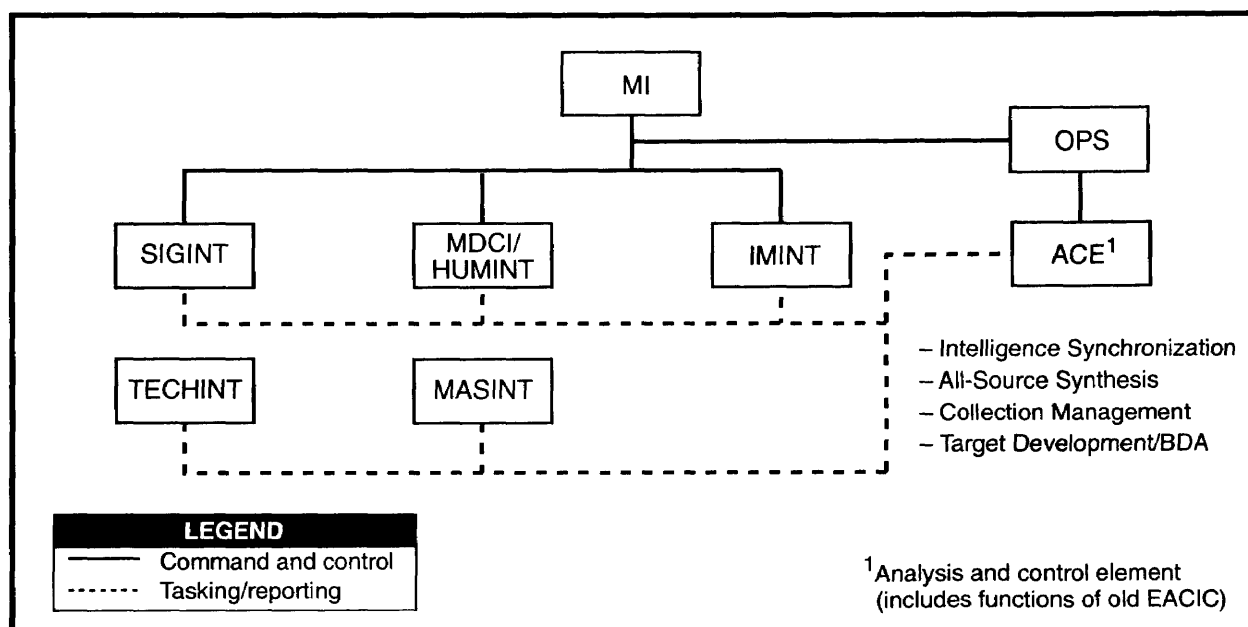 MI
OPS
SIGINT
MDCI/
HUMINT
IMINT
ACE¹
– Intelligence Synchronization
– All-Source Synthesis
– Collection Management
– Target Development/BDA
TECHINT
MASINT
LEGEND
Command and control
Tasking/reporting
¹Analysis and control element
(includes functions of old EACIC)